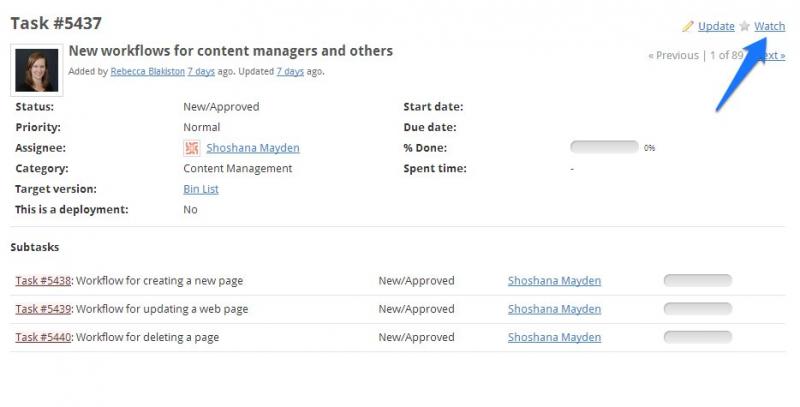 Task #5437
Update Watch
New workflows for content managers and others
« Previous | 1 of 89
Added by Rebecca Blakiston 7 days ago. Updated 7 days ago.
Status: New/Approved Start date:
Priority: Normal Due date:
Assignee: Shoshana Mayden % Done: 0%
Category: Content Management Spent time: -
Target version: Bin List
This is a deployment: No
Subtasks
Task #5438: Workflow for creating a new page New/Approved Shoshana Mayden
Task #5439: Workflow for updating a web page New/Approved Shoshana Mayden
Task #5440: Workflow for deleting a page New/Approved Shoshana Mayden